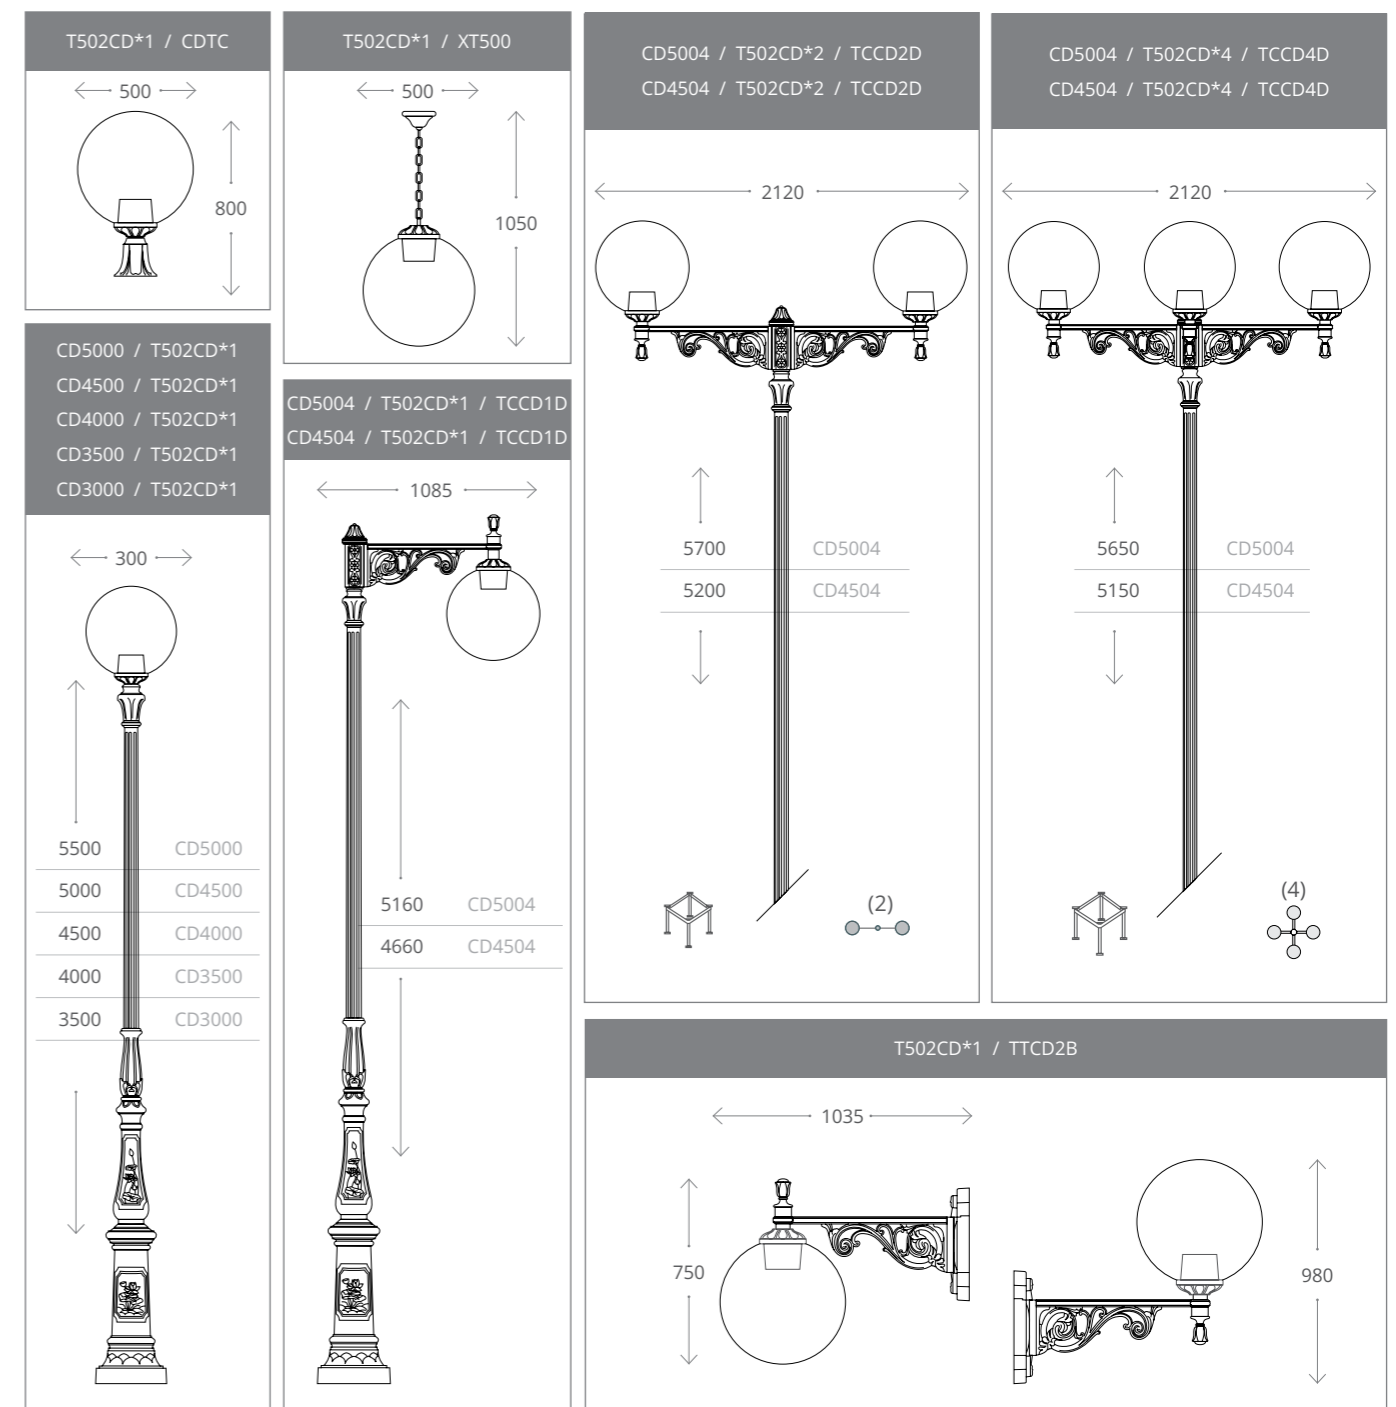 T502CD*1 / CDTC
500
800
T502CD*1 / XT500
500
1050
CD5004 / T502CD*2 / TCCD2D
CD4504 / T502CD*2 / TCCD2D
2120
5700 CD5004
5200 CD4504
(2)
CD5004 / T502CD*4 / TCCD4D
CD4504 / T502CD*4 / TCCD4D
2120
5650 CD5004
5150 CD4504
(4)
CD5000 / T502CD*1
CD4500 / T502CD*1
CD4000 / T502CD*1
CD3500 / T502CD*1
CD3000 / T502CD*1
300
5500 CD5000
5000 CD4500
4500 CD4000
4000 CD3500
3500 CD3000
CD5004 / T502CD*1 / TCCD1D
CD4504 / T502CD*1 / TCCD1D
1085
5160 CD5004
4660 CD4504
T502CD*1 / TTCD2B
1035
750
980